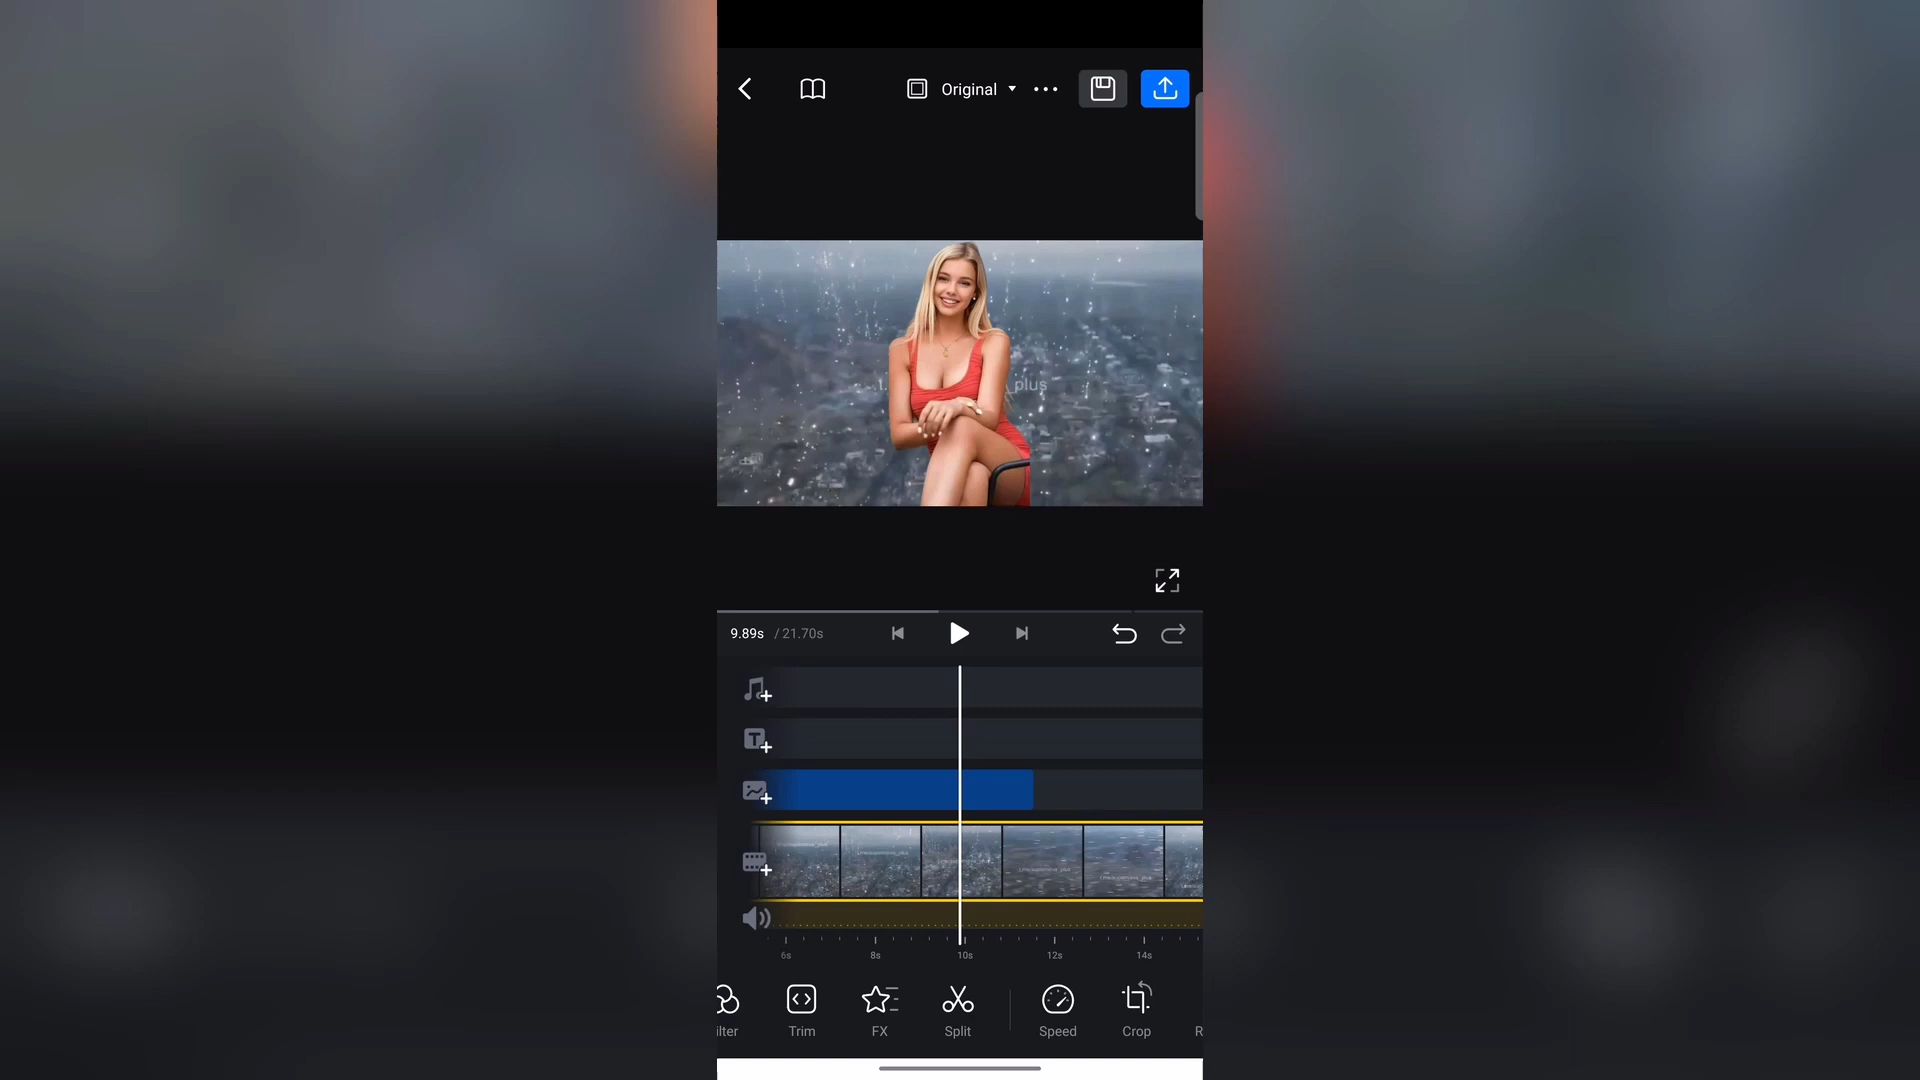 Original
plus
9.89s / 21.70s
T
6s 8s 10s 12s 14s
ilter Trim FX Split Speed Crop R